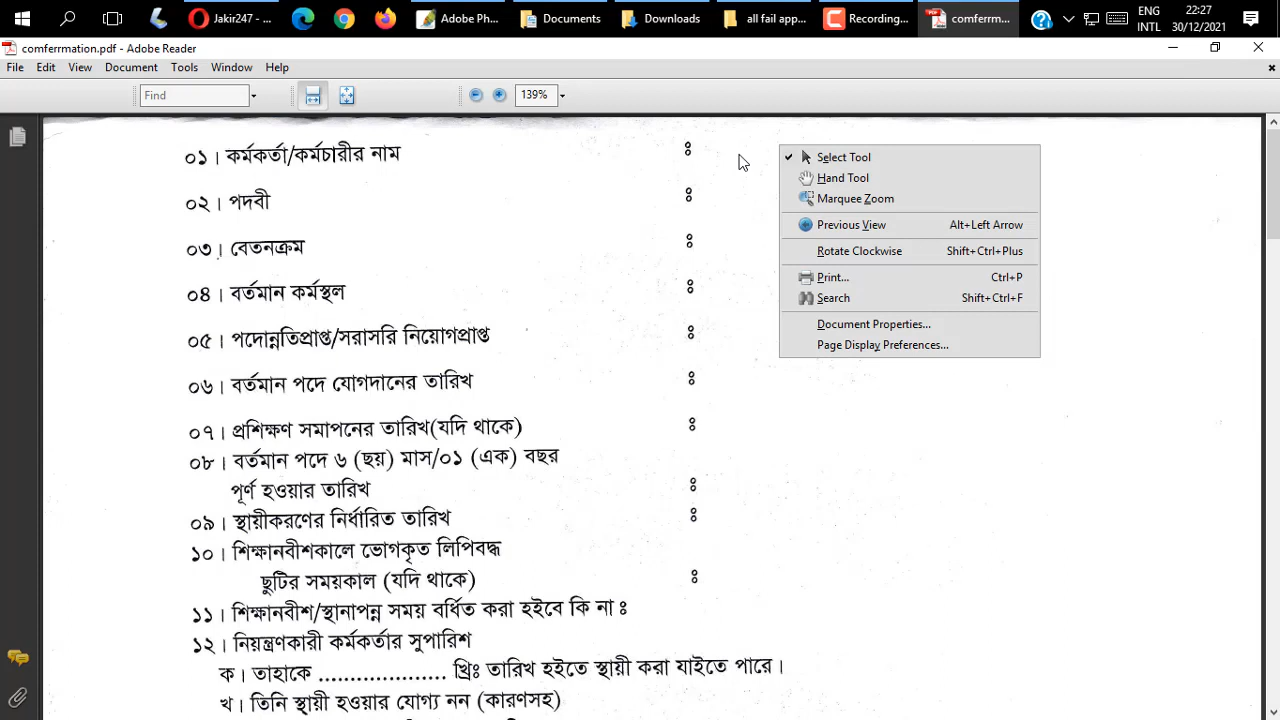 Jakir247 - ...
Adobe Ph...
Documents
Downloads
all fail app...
Recording...
comferrm...
ENG
INTL
22:27
30/12/2021
comferrmation.pdf - Adobe Reader
File Edit View Document Tools Window Help
Find
139%
০১। কর্মকর্তা/কর্মচারীর নাম ঃ
০২। পদবী ঃ
০৩। বেতনক্রম ঃ
০৪। বর্তমান কর্মস্থল ঃ
০৫। পদোন্নতিপ্রাপ্ত/সরাসরি নিয়োগপ্রাপ্ত ঃ
০৬। বর্তমান পদে যোগদানের তারিখ ঃ
০৭। প্রশিক্ষণ সমাপনের তারিখ(যদি থাকে) ঃ
০৮। বর্তমান পদে ৬ (ছয়) মাস/০১ (এক) বছর
পূর্ণ হওয়ার তারিখ ঃ
০৯। স্থায়ীকরণের নির্ধারিত তারিখ ঃ
১০। শিক্ষানবীশকালে ভোগকৃত লিপিবদ্ধ
ছুটির সময়কাল (যদি থাকে) ঃ
১১। শিক্ষানবীশ/স্থানাপন্ন সময় বর্ধিত করা হইবে কি না ঃ
১২। নিয়ন্ত্রণকারী কর্মকর্তার সুপারিশ
ক। তাহাকে .................... খ্রিঃ তারিখ হইতে স্থায়ী করা যাইতে পারে।
খ। তিনি স্থায়ী হওয়ার যোগ্য নন (কারণসহ)
Select Tool
Hand Tool
Marquee Zoom
Previous View Alt+Left Arrow
Rotate Clockwise Shift+Ctrl+Plus
Print... Ctrl+P
Search Shift+Ctrl+F
Document Properties...
Page Display Preferences...